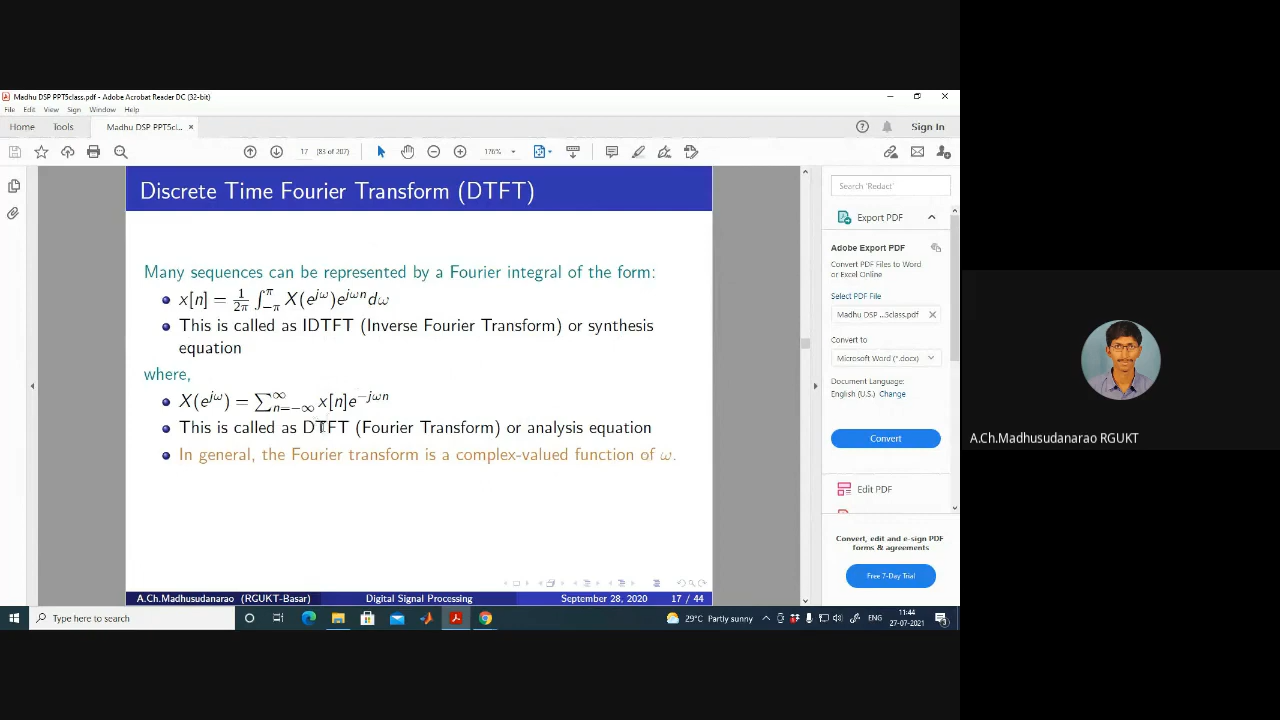 Madhu DSP PPT5class.pdf - Adobe Acrobat Reader DC (32-bit)
File Edit View Sign Window Help
Home Tools Madhu DSP PPT5cl... × Sign In
17 (83 of 207) 176%
Discrete Time Fourier Transform (DTFT)
Many sequences can be represented by a Fourier integral of the form:
x[n] = 1/2π ∫_{-π}^{π} X(e^{jω})e^{jωn}dω
This is called as IDTFT (Inverse Fourier Transform) or synthesis
equation
where,
X(e^{jω}) = ∑_{n=-∞}^{∞} x[n]e^{-jωn}
This is called as DTFT (Fourier Transform) or analysis equation
In general, the Fourier transform is a complex-valued function of ω.
A.Ch.Madhusudanarao (RGUKT-Basar) Digital Signal Processing September 28, 2020 17 / 44
Search 'Redact'
Export PDF
Adobe Export PDF
Convert PDF Files to Word
or Excel Online
Select PDF File
Madhu DSP ...5class.pdf
Convert to
Microsoft Word (*.docx)
Document Language:
English (U.S.) Change
Convert
Edit PDF
Convert, edit and e-sign PDF
forms & agreements
Free 7-Day Trial
Type here to search
29°C Partly sunny ENG 11:44
27-07-2021
A.Ch.Madhusudanarao RGUKT